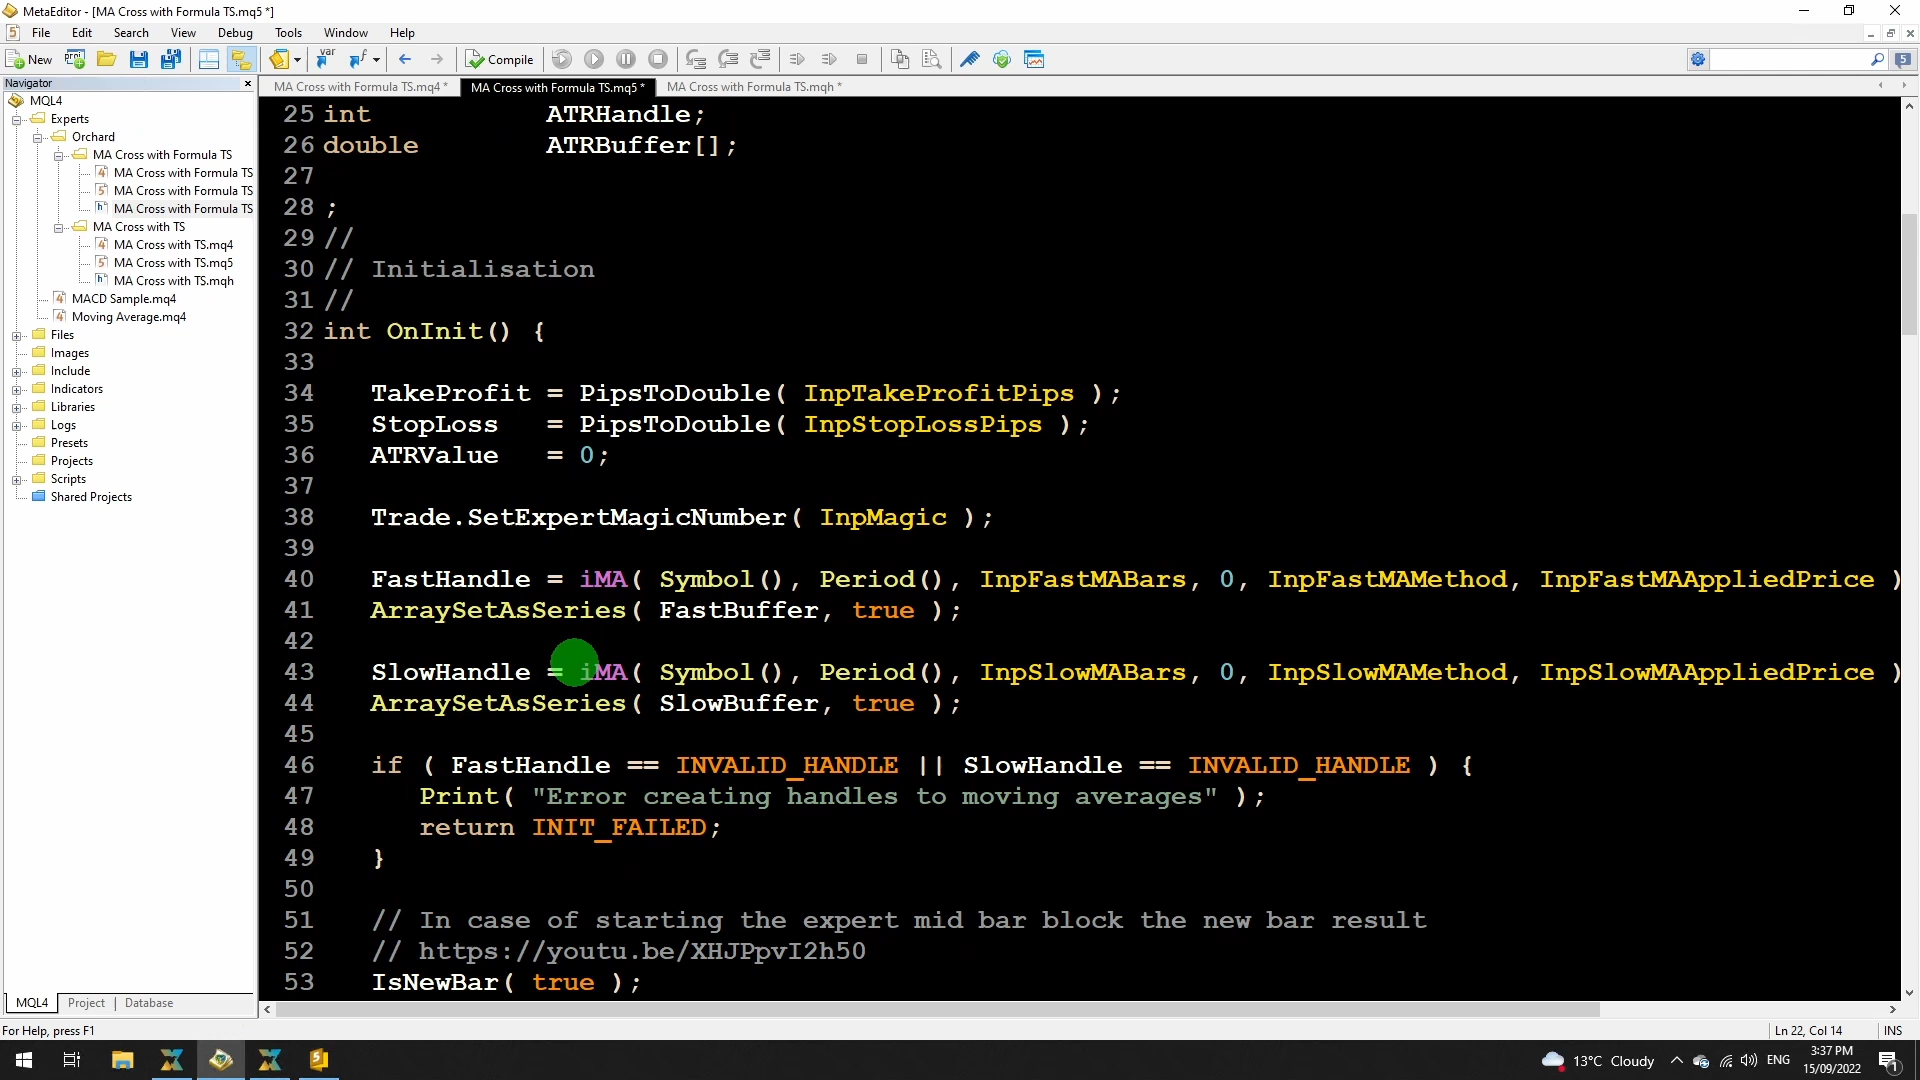 MetaEditor - [MA Cross with Formula TS.mq5 *]
File Edit Search View Debug Tools Window Help
New Compile
Navigator
MA Cross with Formula TS.mq4 * MA Cross with Formula TS.mq5 * MA Cross with Formula TS.mqh *
MQL4
Experts
Orchard
MA Cross with Formula TS
MA Cross with Formula TS
MA Cross with Formula TS
MA Cross with Formula TS
MA Cross with TS
MA Cross with TS.mq4
MA Cross with TS.mq5
MA Cross with TS.mqh
MACD Sample.mq4
Moving Average.mq4
Files
Images
Include
Indicators
Libraries
Logs
Presets
Projects
Scripts
Shared Projects
MQL4 Project | Database
25 int ATRHandle;
26 double ATRBuffer[];
27
28 ;
29 //
30 // Initialisation
31 //
32 int OnInit() {
33
34 TakeProfit = PipsToDouble( InpTakeProfitPips );
35 StopLoss = PipsToDouble( InpStopLossPips );
36 ATRValue = 0;
37
38 Trade.SetExpertMagicNumber( InpMagic );
39
40 FastHandle = iMA( Symbol(), Period(), InpFastMABars, 0, InpFastMAMethod, InpFastMAAppliedPrice )
41 ArraySetAsSeries( FastBuffer, true );
42
43 SlowHandle = iMA( Symbol(), Period(), InpSlowMABars, 0, InpSlowMAMethod, InpSlowMAAppliedPrice )
44 ArraySetAsSeries( SlowBuffer, true );
45
46 if ( FastHandle == INVALID_HANDLE || SlowHandle == INVALID_HANDLE ) {
47 Print( "Error creating handles to moving averages" );
48 return INIT_FAILED;
49 }
50
51 // In case of starting the expert mid bar block the new bar result
52 // https://youtu.be/XHJPpvI2h50
53 IsNewBar( true );
For Help, press F1 Ln 22, Col 14 INS
13°C Cloudy ENG 3:37 PM
15/09/2022